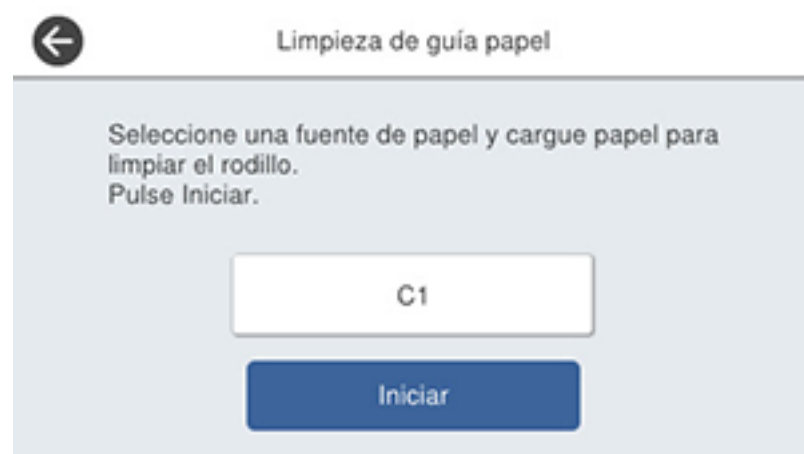 Limpieza de guía papel
Seleccione una fuente de papel y cargue papel para
limpiar el rodillo.
Pulse Iniciar.
C1
Iniciar